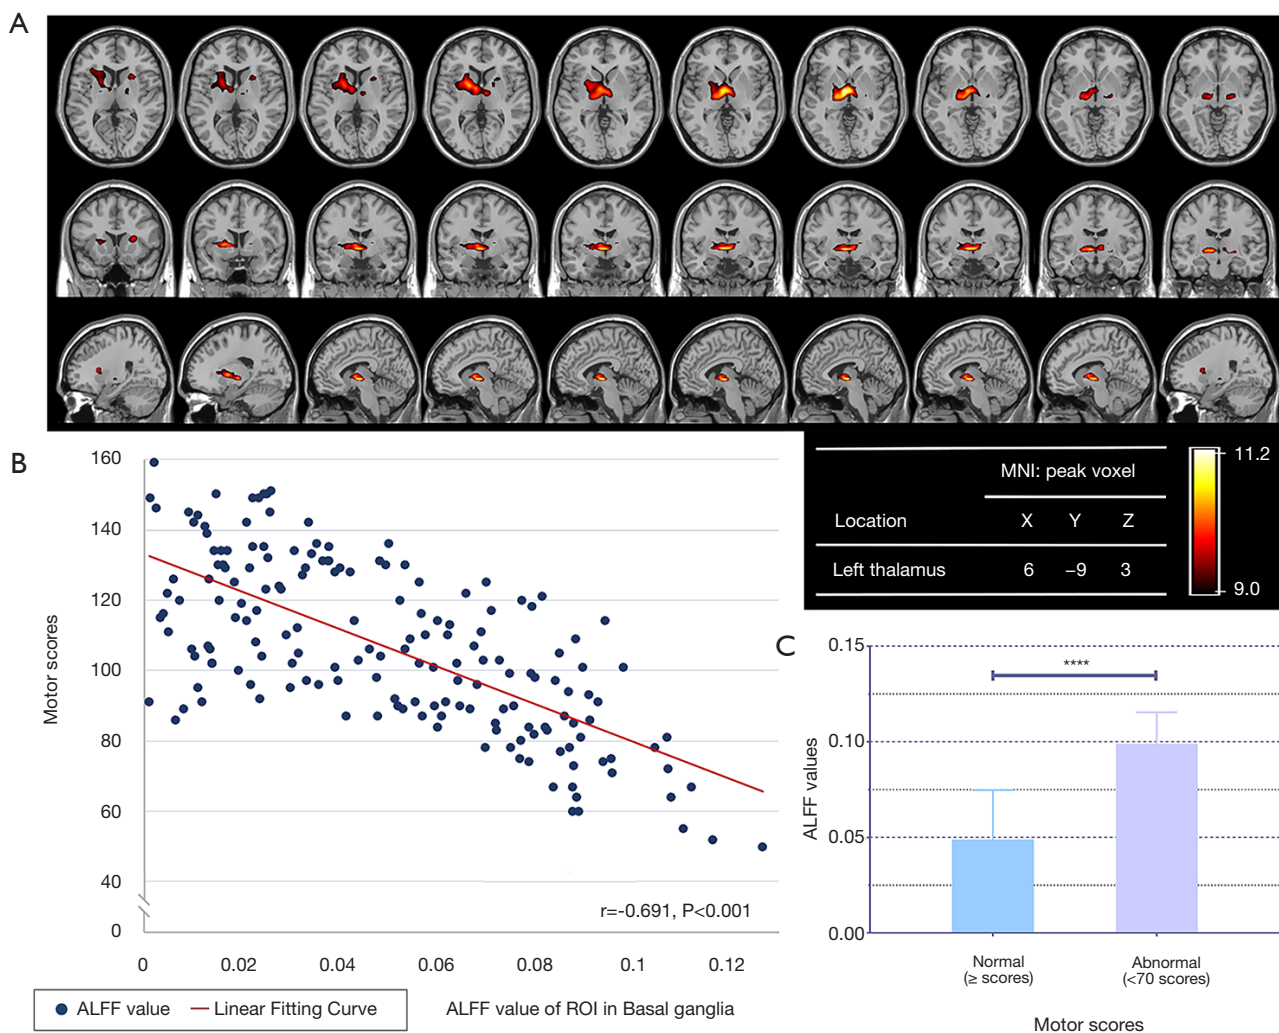 A
B
160
140
120
100
80
60
40
0
Motor scores
0 0.02 0.04 0.06 0.08 0.1 0.12
r=-0.691, P<0.001
ALFF value Linear Fitting Curve
ALFF value of ROI in Basal ganglia
MNI: peak voxel
Location X Y Z
Left thalamus 6 −9 3
11.2
9.0
C
0.15
0.10
0.05
0.00
ALFF values
****
Normal
(≥ scores)
Abnormal
(<70 scores)
Motor scores